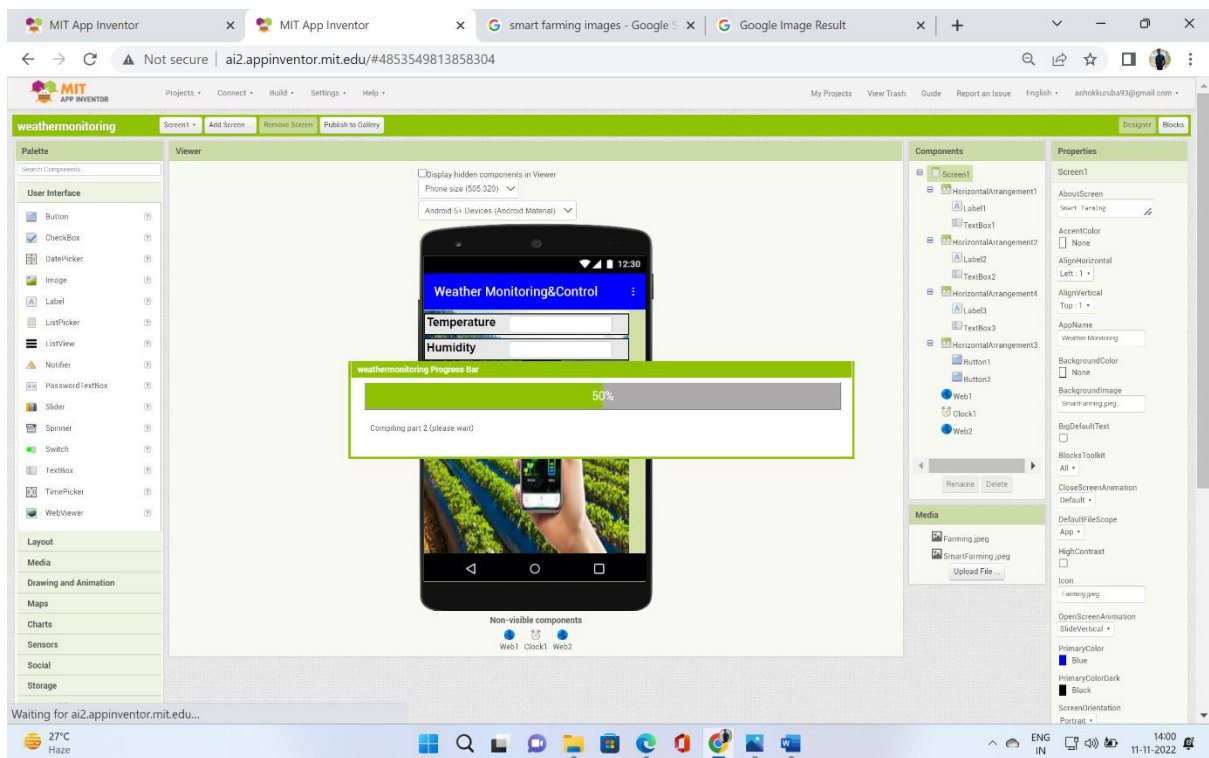 MIT App Inventor
MIT App Inventor
smart farming images - Google S
Google Image Result
Not secure
ai2.appinventor.mit.edu/#4853549813858304
MIT
APP INVENTOR
Projects
Connect
Build
Settings
Help
My Projects
View Trash
Guide
Report an Issue
English
ashokkuruba93@gmail.com
weathermonitoring
Screen1
Add Screen ...
Remove Screen
Publish to Gallery
Designer
Blocks
Palette
Search Components...
User Interface
Button
CheckBox
DatePicker
Image
Label
ListPicker
ListView
Notifier
PasswordTextBox
Slider
Spinner
Switch
TextBox
TimePicker
WebViewer
Layout
Media
Drawing and Animation
Maps
Charts
Sensors
Social
Storage
Viewer
Display hidden components in Viewer
Phone size (505,320)
Android 5+ Devices (Android Material)
12:30
Weather Monitoring&Control
Temperature
Humidity
weathermonitoring Progress Bar
50%
Compiling part 2 (please wait)
Non-visible components
Web1 Clock1 Web2
Components
Screen1
HorizontalArrangement1
Label1
TextBox1
HorizontalArrangement2
Label2
TextBox2
HorizontalArrangement4
Label3
TextBox3
HorizontalArrangement3
Button1
Button2
Web1
Clock1
Web2
Rename
Delete
Media
Farming.jpeg
SmartFarming.jpeg
Upload File ...
Properties
Screen1
AboutScreen
Smart Farming
AccentColor
None
AlignHorizontal
Left : 1
AlignVertical
Top : 1
AppName
Weather Monitoring
BackgroundColor
None
BackgroundImage
SmartFarming.jpeg...
BigDefaultText
BlocksToolkit
All
CloseScreenAnimation
Default
DefaultFileScope
App
HighContrast
Icon
Farming.jpeg...
OpenScreenAnimation
SlideVertical
PrimaryColor
Blue
PrimaryColorDark
Black
ScreenOrientation
Portrait
Waiting for ai2.appinventor.mit.edu...
27°C
Haze
ENG
IN
14:00
11-11-2022